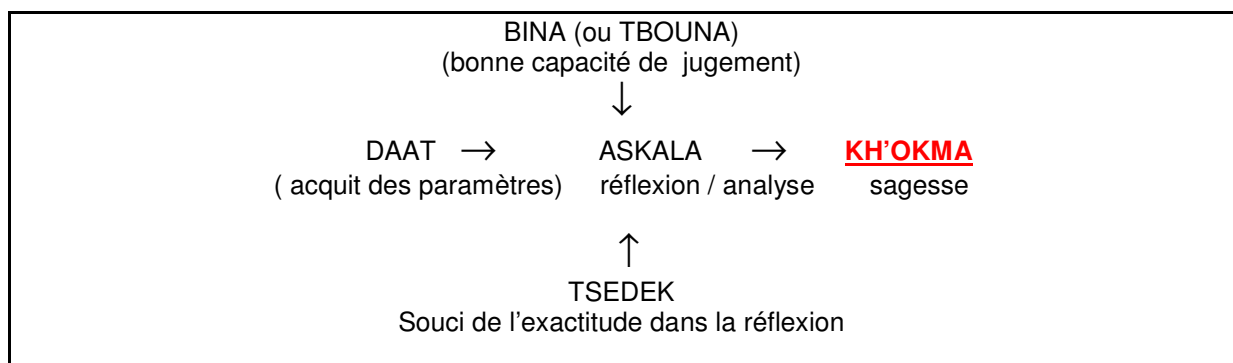 BINA (ou TBOUNA)
(bonne capacité de jugement)
↓
DAAT → ASKALA → KH'OKMA
( acquit des paramètres) réflexion / analyse sagesse
↑
TSEDEK
Souci de l'exactitude dans la réflexion